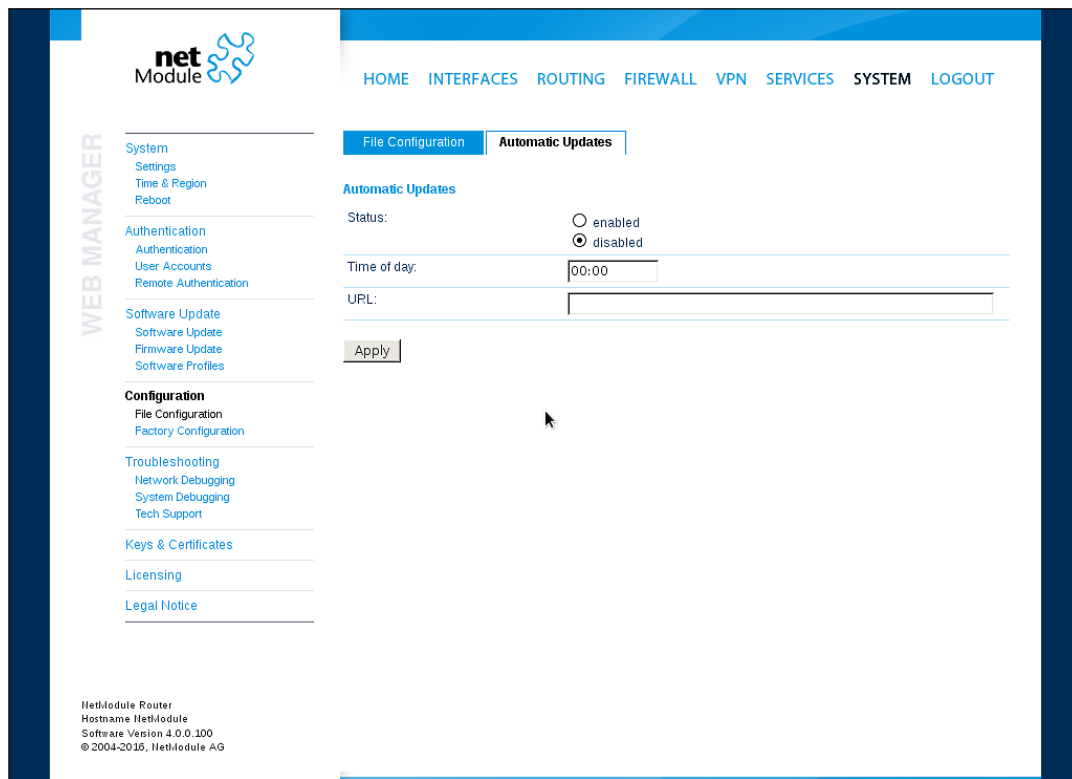 net
Module
HOME INTERFACES ROUTING FIREWALL VPN SERVICES SYSTEM LOGOUT
WEB MANAGER
System
Settings
Time & Region
Reboot
Authentication
Authentication
User Accounts
Remote Authentication
Software Update
Software Update
Firmware Update
Software Profiles
Configuration
File Configuration
Factory Configuration
Troubleshooting
Network Debugging
System Debugging
Tech Support
Keys & Certificates
Licensing
Legal Notice
File Configuration Automatic Updates
Automatic Updates
Status:
enabled
disabled
Time of day: 00:00
URL:
Apply
NetModule Router
Hostname NetModule
Software Version 4.0.0.100
© 2004-2016, NetModule AG